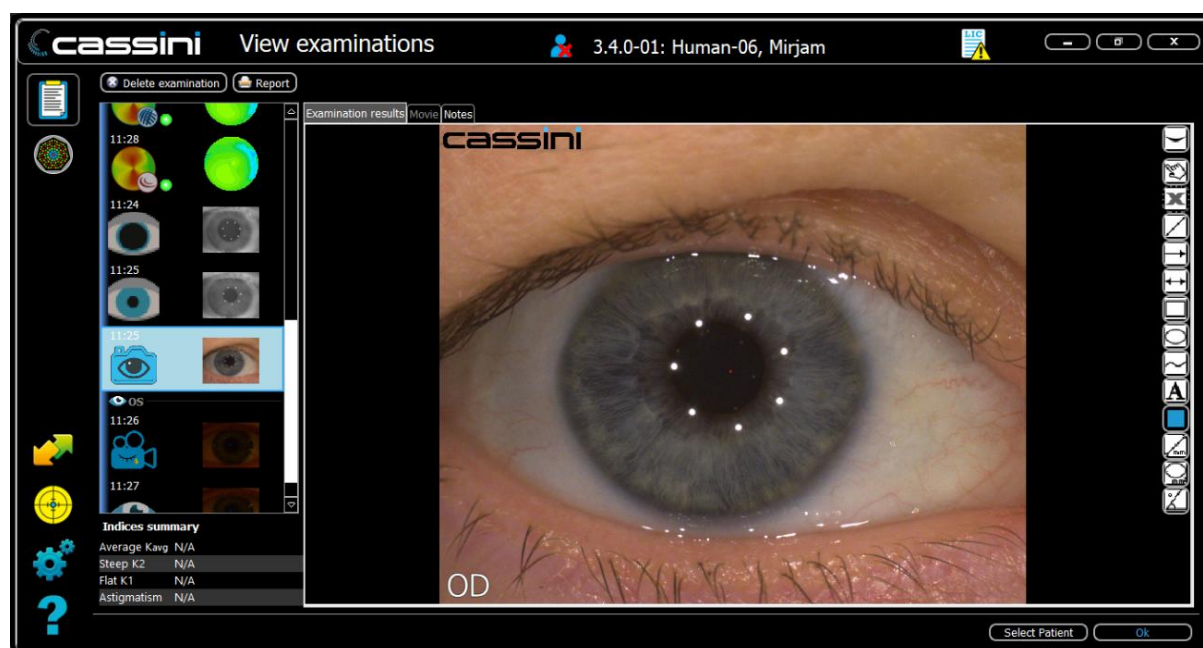 cassini
View examinations
3.4.0-01: Human-06, Mirjam
LIC
Delete examination
Report
Examination results
Movie
Notes
11:28
11:24
11:25
11:25
OS
11:26
11:27
cassini
OD
A
mm
mm
Indices summary
Average Kavg N/A
Steep K2 N/A
Flat K1 N/A
Astigmatism N/A
?
Select Patient
Ok